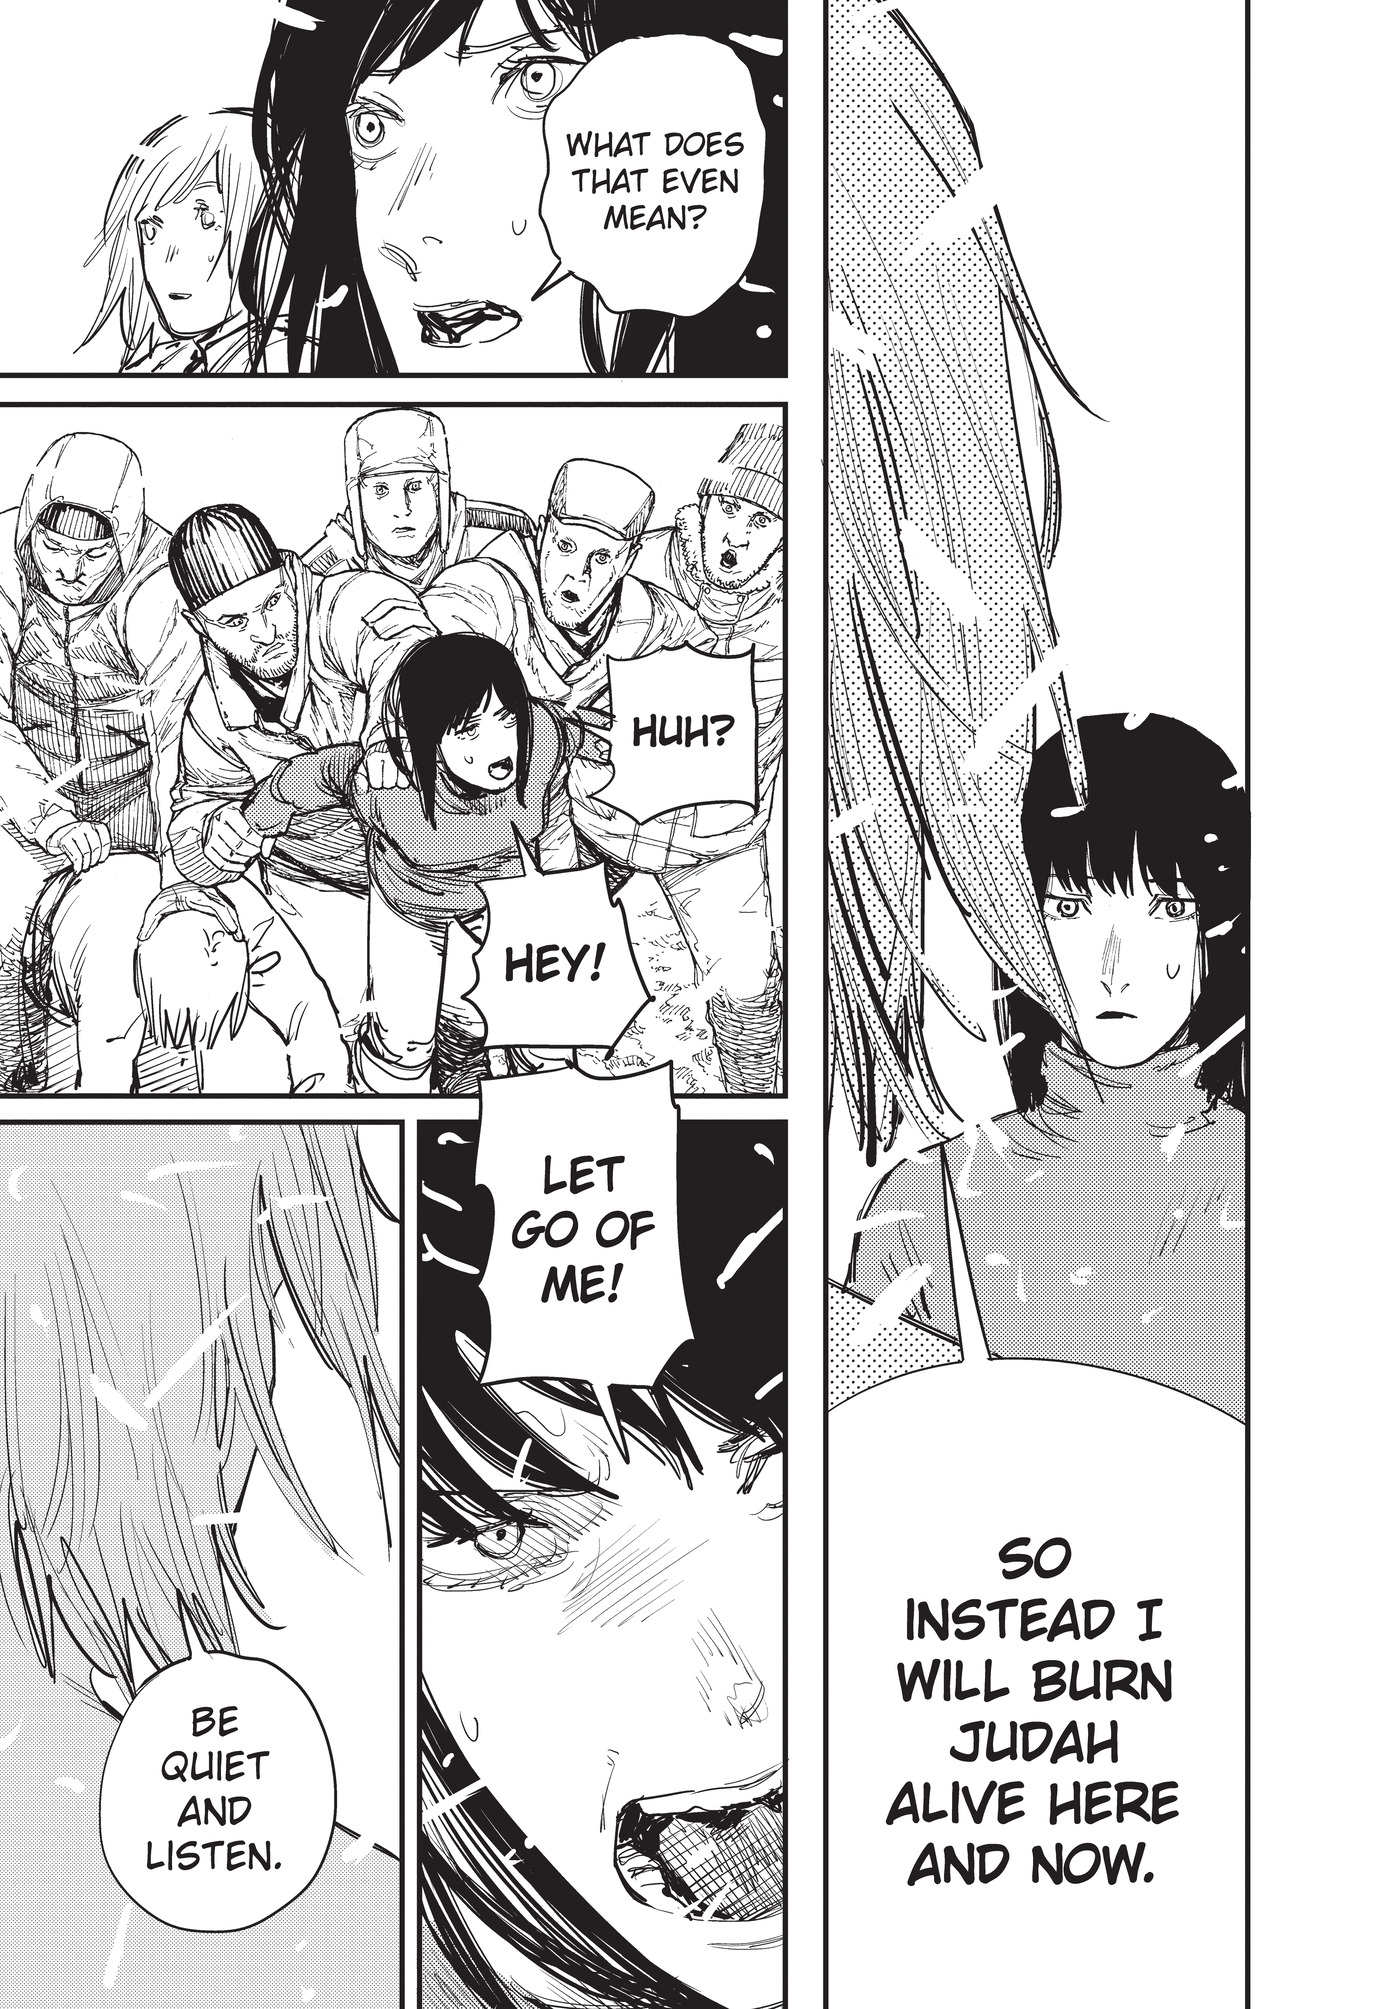 SO
INSTEAD I
WILL BURN
JUDAH
ALIVE HERE
AND NOW.
WHAT DOES
THAT EVEN
MEAN?
HUH?
HEY!
LET
GO OF
ME!
BE
QUIET
AND
LISTEN.